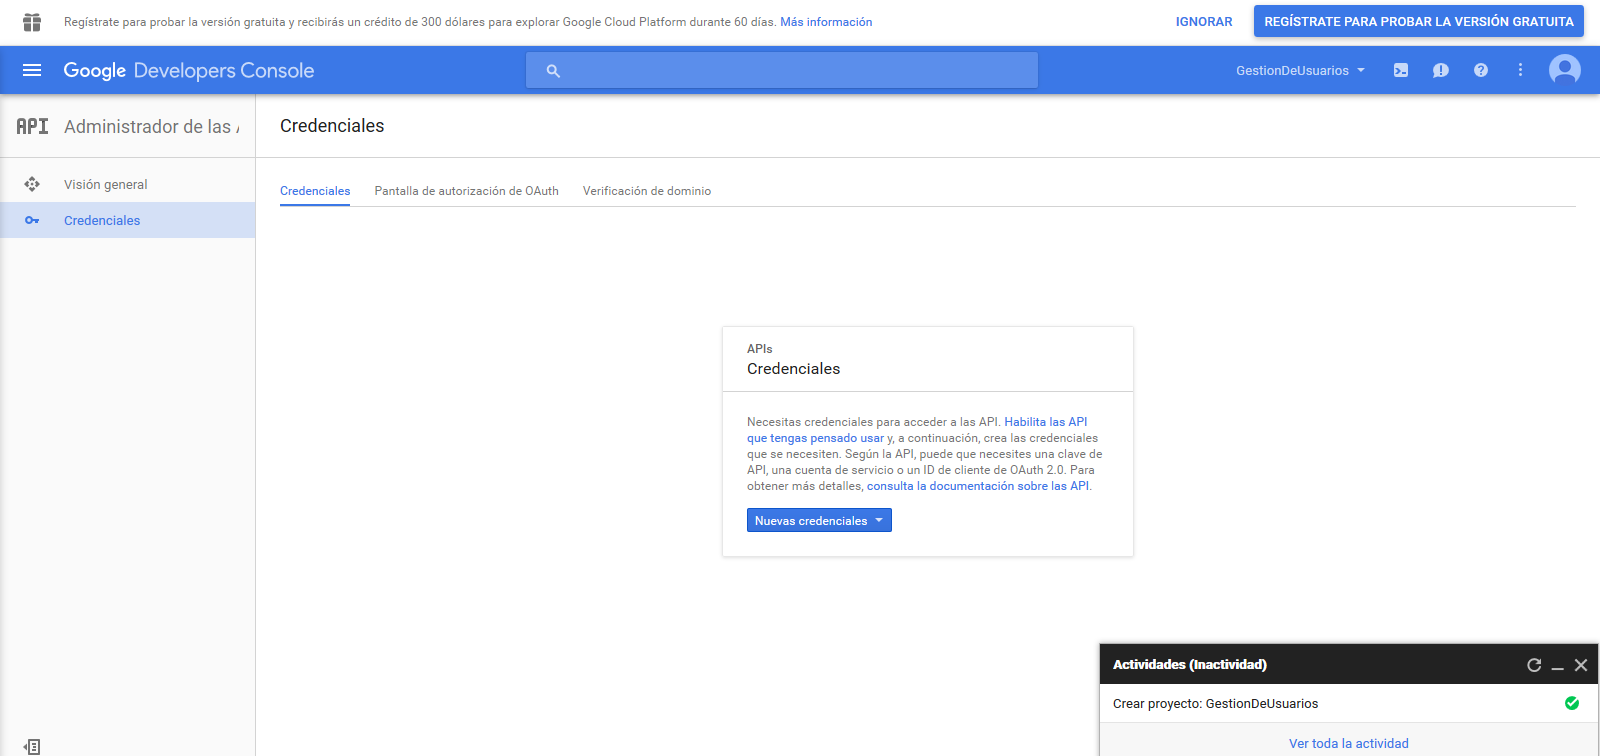 Regístrate para probar la versión gratuita y recibirás un crédito de 300 dólares para explorar Google Cloud Platform durante 60 días. Más información
IGNORAR
REGÍSTRATE PARA PROBAR LA VERSIÓN GRATUITA
Google Developers Console
GestionDeUsuarios
API Administrador de las
Credenciales
Visión general
Credenciales
Credenciales
Pantalla de autorización de OAuth
Verificación de dominio
APIs
Credenciales
Necesitas credenciales para acceder a las API. Habilita las API
que tengas pensado usar y, a continuación, crea las credenciales
que se necesiten. Según la API, puede que necesites una clave de
API, una cuenta de servicio o un ID de cliente de OAuth 2.0. Para
obtener más detalles, consulta la documentación sobre las API.
Nuevas credenciales
Actividades (Inactividad)
Crear proyecto: GestionDeUsuarios
Ver toda la actividad